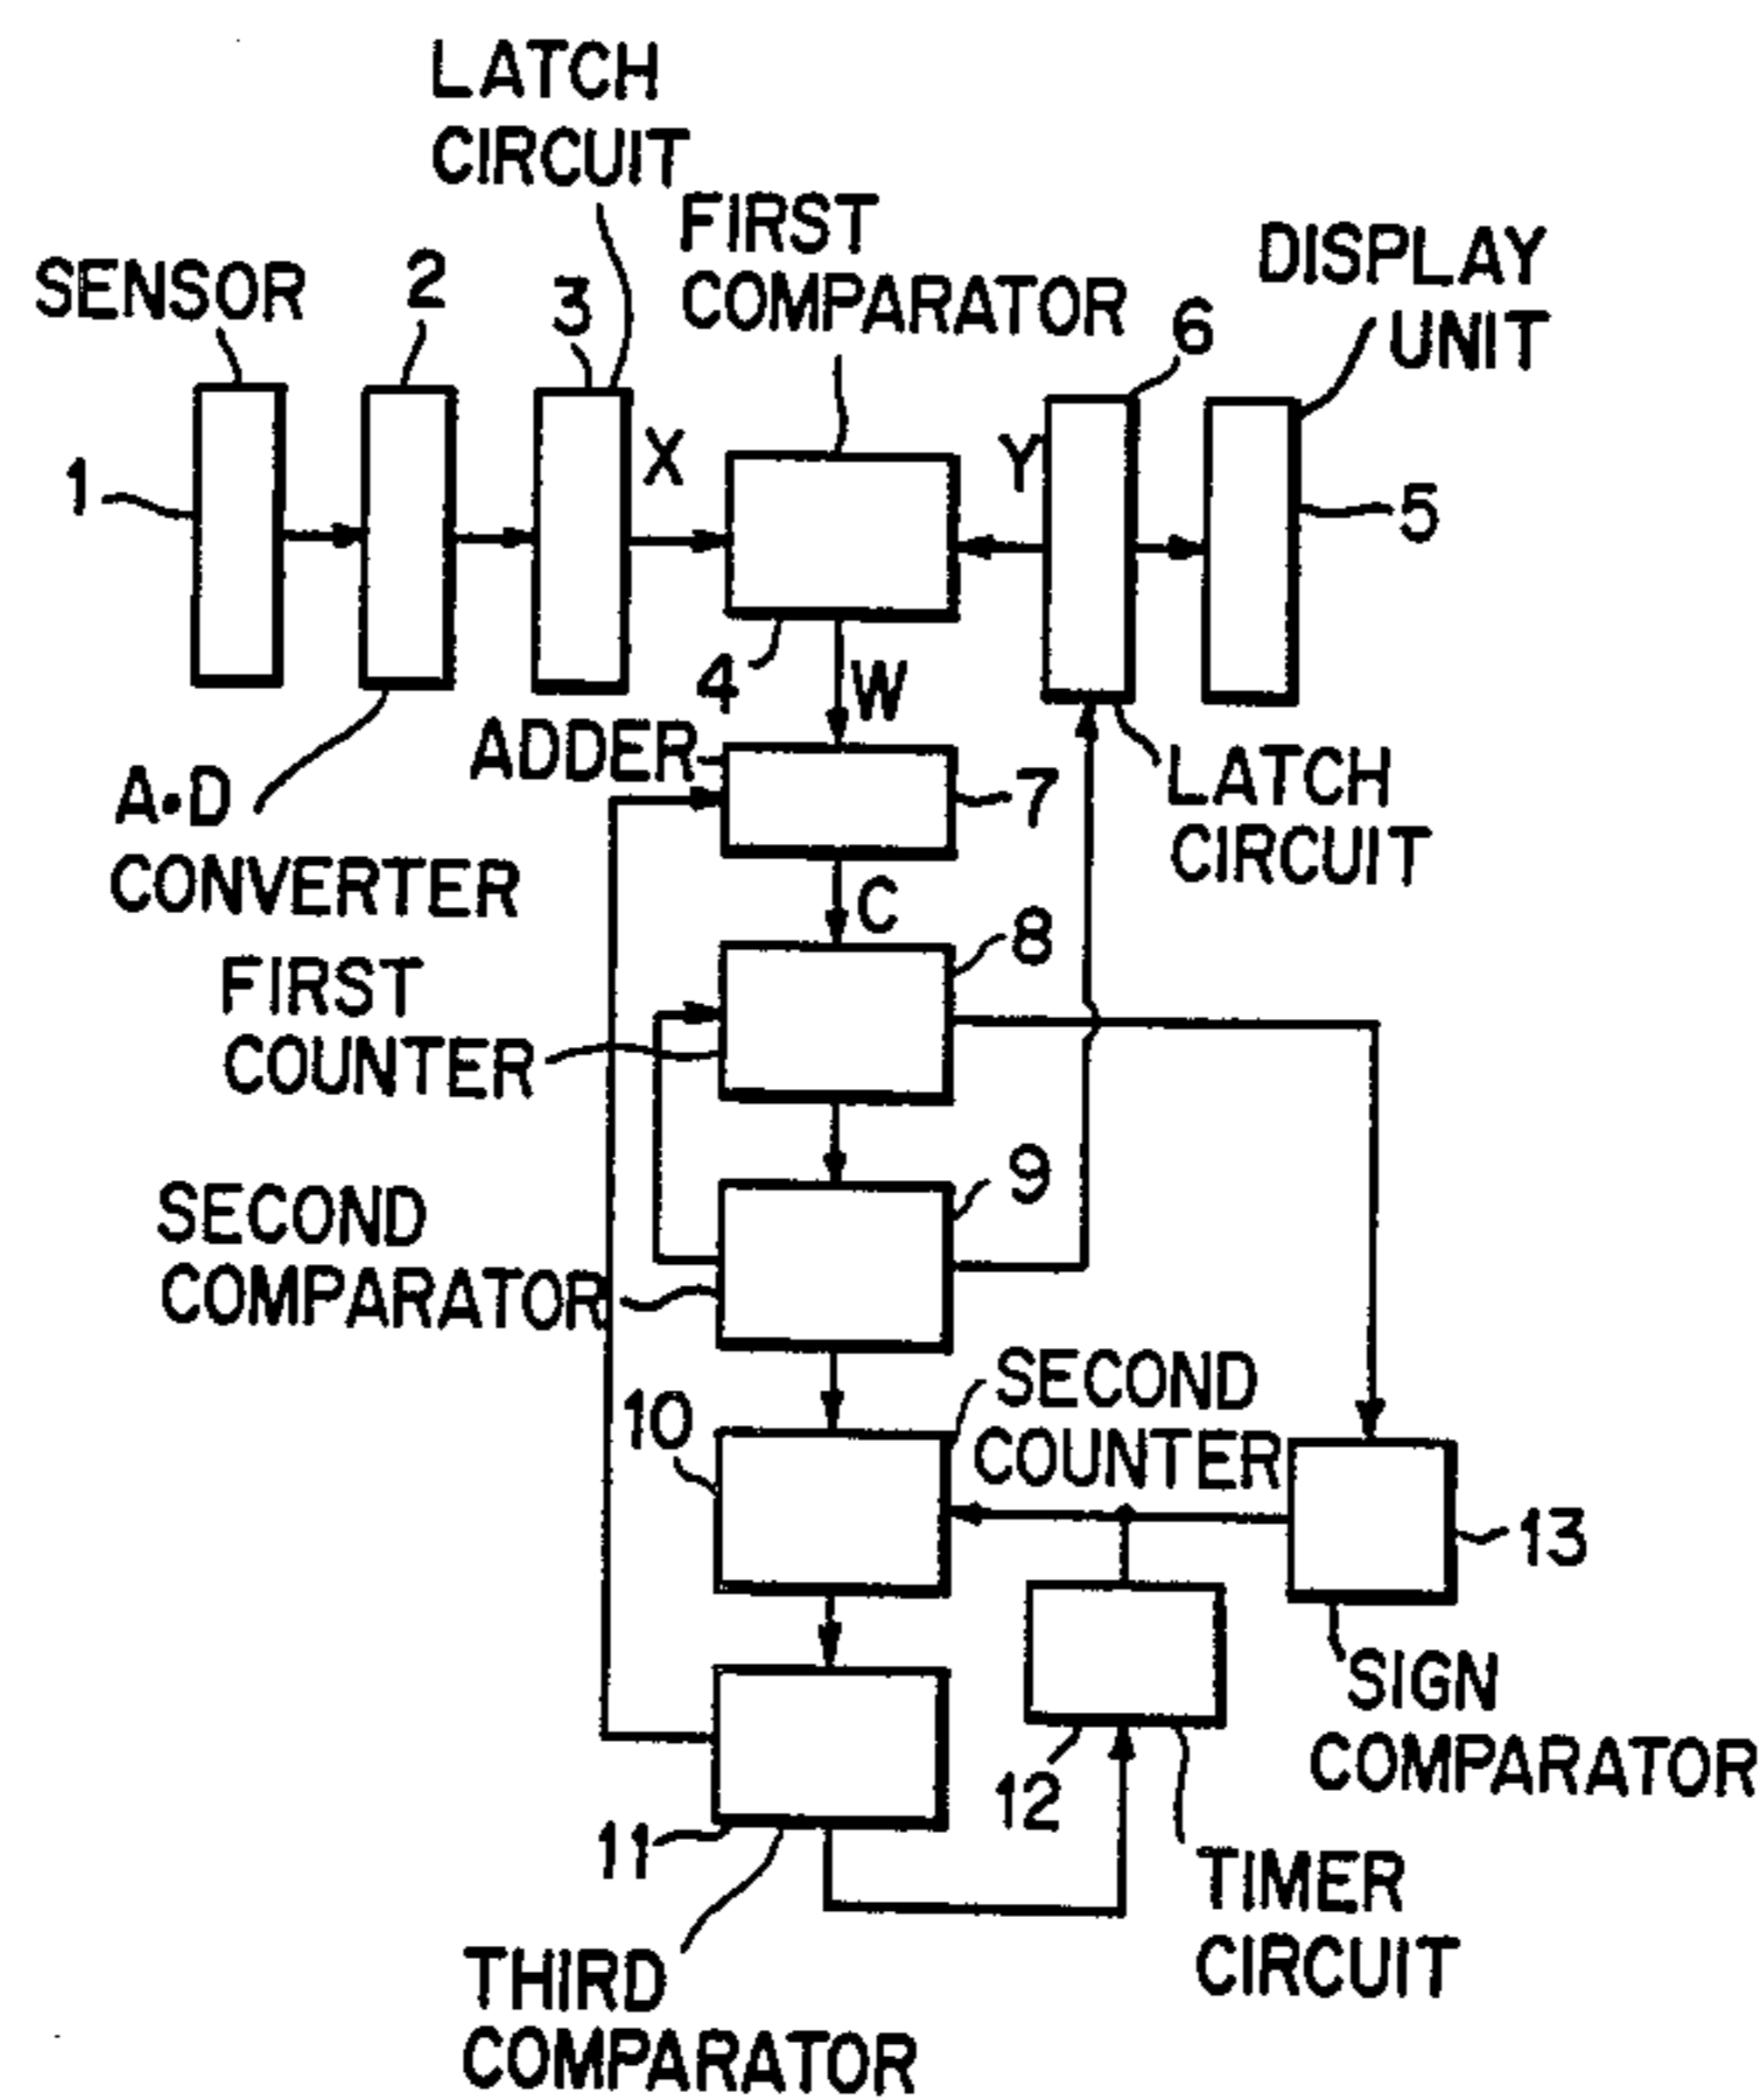 LATCH
CIRCUIT
FIRST
COMPARATOR
DISPLAY
UNIT
SENSOR
2
3
6
1
X
Y
5
4
W
ADDER
7
LATCH
CIRCUIT
A•D
CONVERTER
C
8
FIRST
COUNTER
9
SECOND
COMPARATOR
10
SECOND
COUNTER
13
SIGN
COMPARATOR
12
11
TIMER
CIRCUIT
THIRD
COMPARATOR